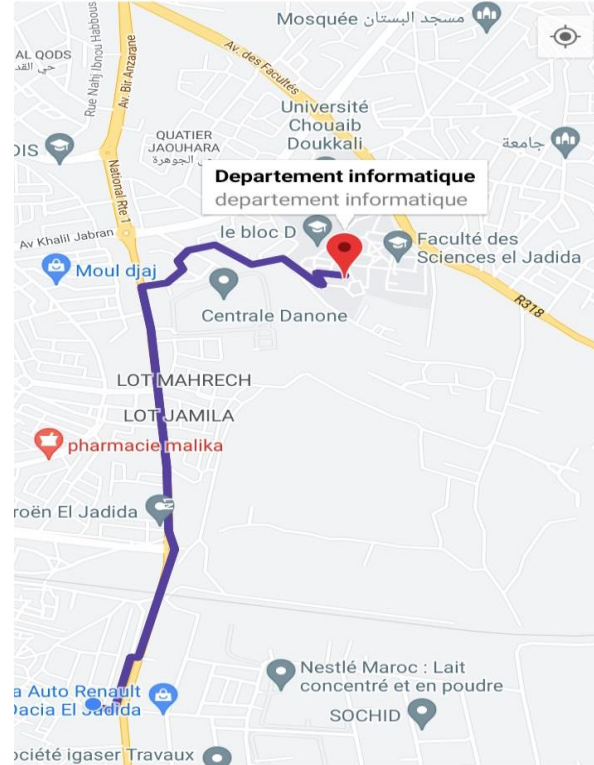 Mosquée مسجد البستان
AL QODS
حي القدس
Rue Nahj Ibnou Habbous
Av. Bir Anzarane
Av. des Facultés
Université
Chouaib
Doukkali
QUATIER
JAOUHARA
حي الجوهرة
جامعة
DIS
National Rte 1
Departement informatique
departement informatique
Av Khalil Jabran
le bloc D
Faculté des
Sciences el Jadida
Moul djaj
R318
Centrale Danone
LOT MAHRECH
LOT JAMILA
pharmacie malika
roën El Jadida
Nestlé Maroc : Lait
concentré et en poudre
a Auto Renault
Dacia El Jadida
SOCHID
ociété igaser Travaux